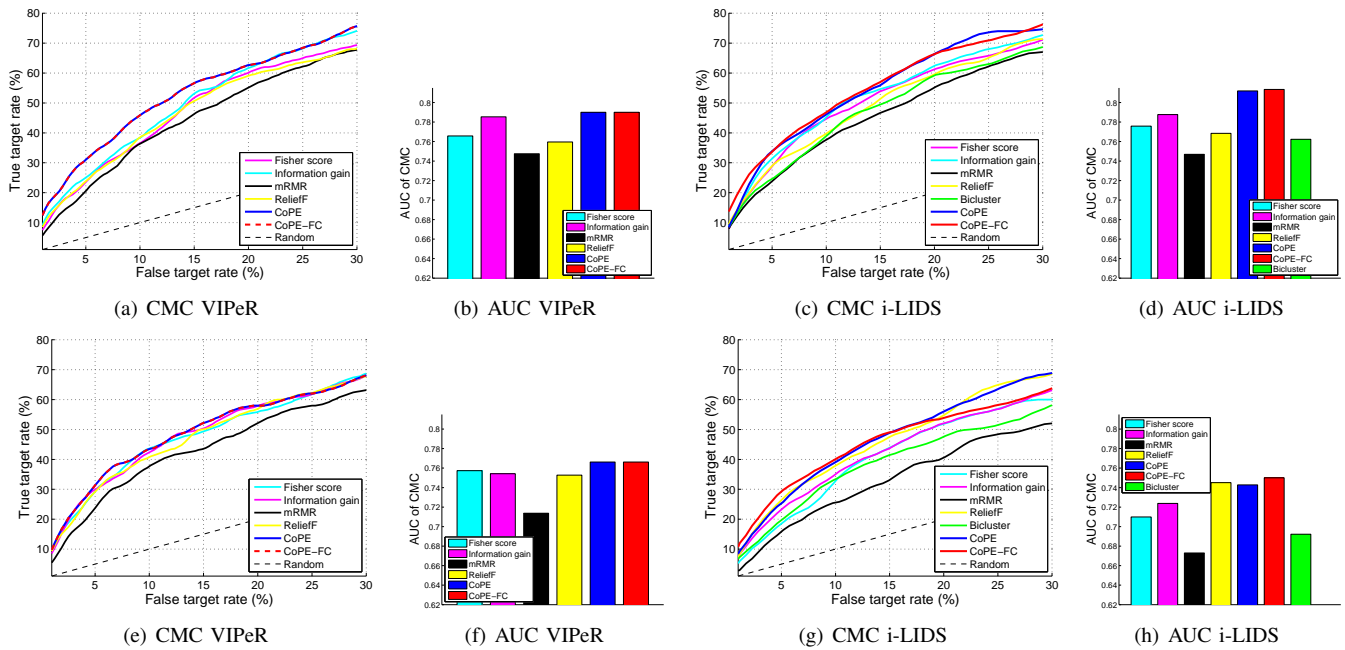 80
70
60
50
40
30
20
10
5
10
15
20
25
30
False target rate (%)
True target rate (%)
Fisher score
Information gain
mRMR
ReliefF
CoPE
CoPE−FC
Random
(a) CMC VIPeR
0.8
0.78
0.76
0.74
0.72
0.7
0.68
0.66
0.64
0.62
AUC of CMC
Fisher score
Information gain
mRMR
ReliefF
CoPE
CoPE−FC
(b) AUC VIPeR
80
70
60
50
40
30
20
10
5
10
15
20
25
30
False target rate (%)
True target rate (%)
Fisher score
Information gain
mRMR
ReliefF
Bicluster
CoPE
CoPE−FC
Random
(c) CMC i-LIDS
0.8
0.78
0.76
0.74
0.72
0.7
0.68
0.66
0.64
0.62
AUC of CMC
Fisher score
Information gain
mRMR
ReliefF
CoPE
CoPE−FC
Bicluster
(d) AUC i-LIDS
80
70
60
50
40
30
20
10
5
10
15
20
25
30
False target rate (%)
True target rate (%)
Fisher score
Information gain
mRMR
ReliefF
CoPE
CoPE−FC
Random
(e) CMC VIPeR
0.8
0.78
0.76
0.74
0.72
0.7
0.68
0.66
0.64
0.62
AUC of CMC
Fisher score
Information gain
mRMR
ReliefF
CoPE
CoPE−FC
(f) AUC VIPeR
80
70
60
50
40
30
20
10
5
10
15
20
25
30
False target rate (%)
True target rate (%)
Fisher score
Information gain
mRMR
ReliefF
Bicluster
CoPE
CoPE−FC
Random
(g) CMC i-LIDS
0.8
0.78
0.76
0.74
0.72
0.7
0.68
0.66
0.64
0.62
AUC of CMC
Fisher score
Information gain
mRMR
ReliefF
CoPE
CoPE−FC
Bicluster
(h) AUC i-LIDS